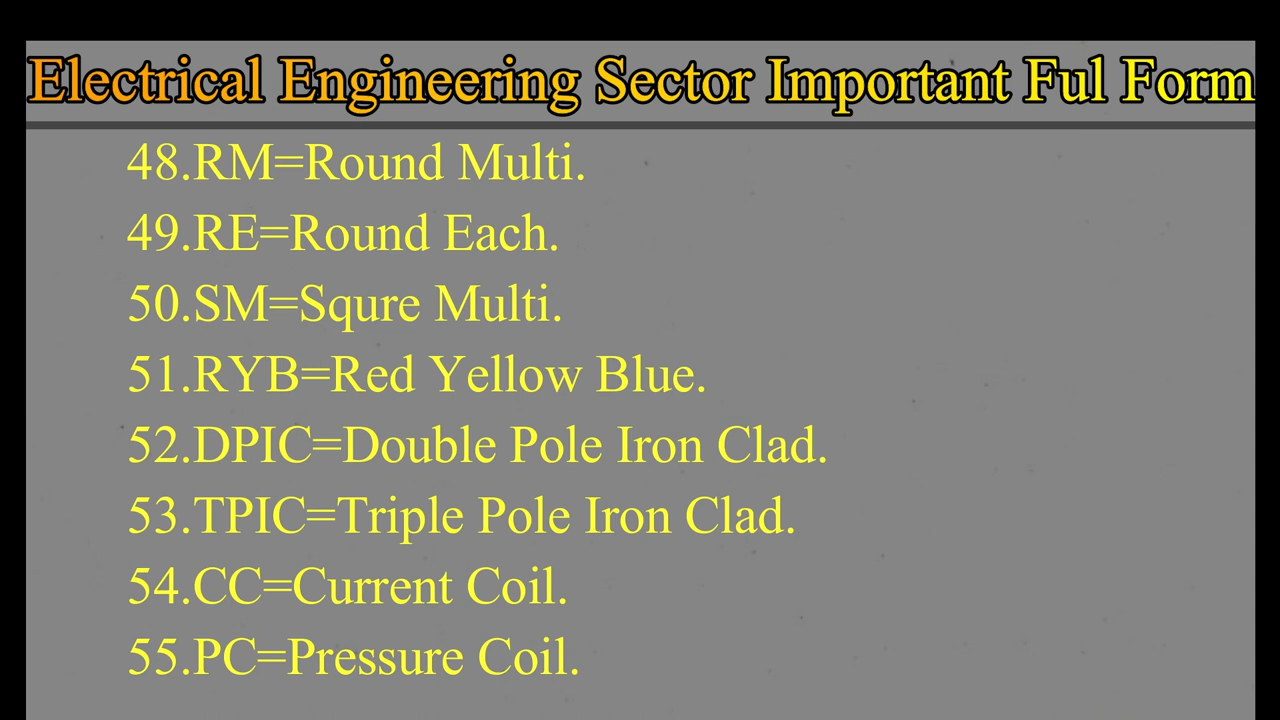 Electrical Engineering Sector Important Ful Form
48.RM=Round Multi.
49.RE=Round Each.
50.SM=Squre Multi.
51.RYB=Red Yellow Blue.
52.DPIC=Double Pole Iron Clad.
53.TPIC=Triple Pole Iron Clad.
54.CC=Current Coil.
55.PC=Pressure Coil.